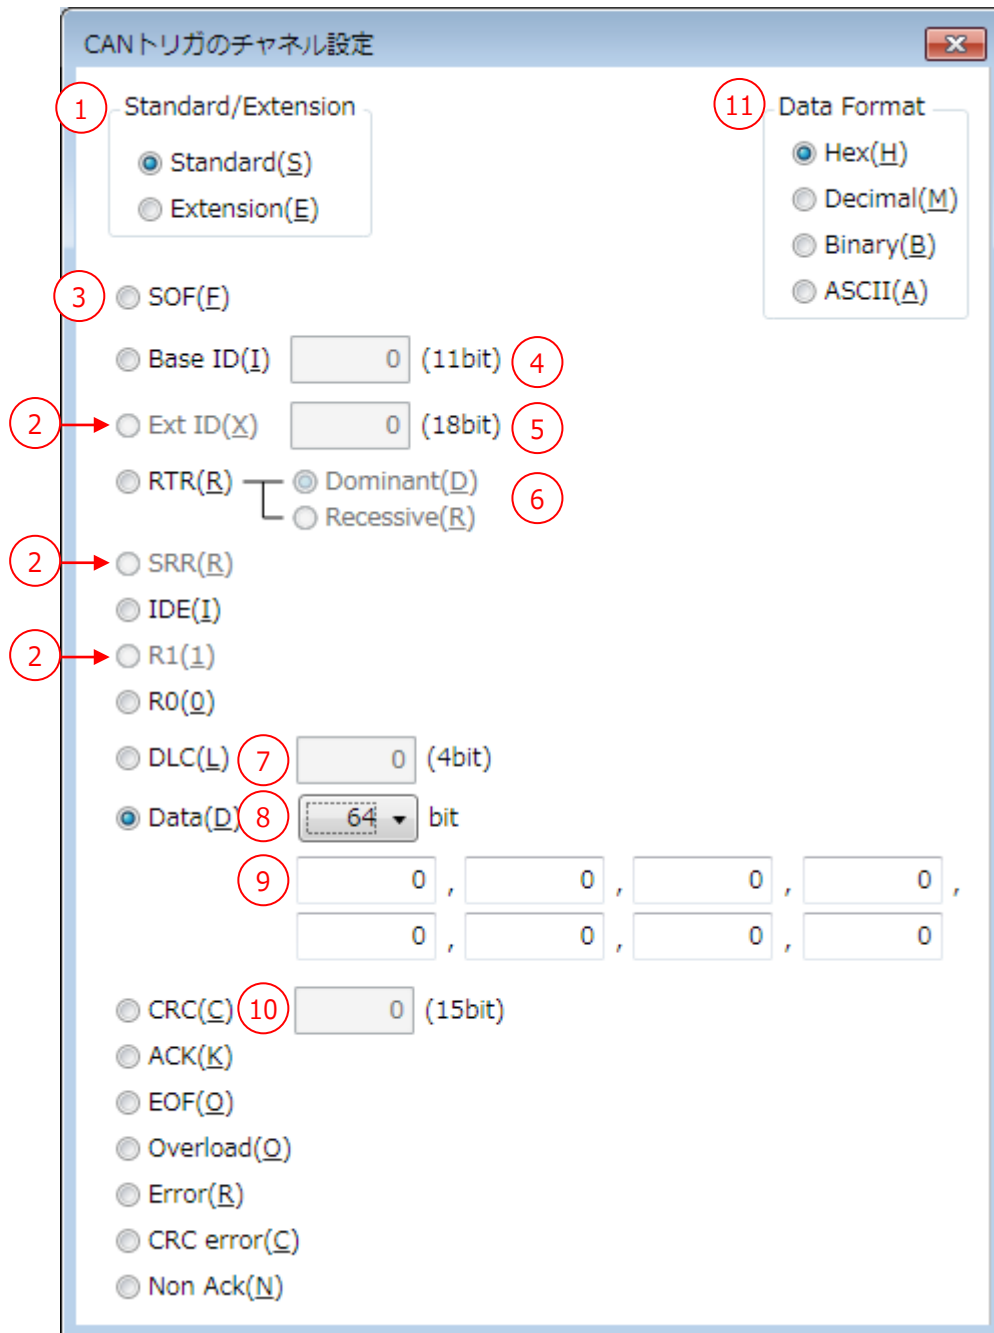 CANトリガのチャネル設定
1 Standard/Extension
Standard(S)
Extension(E)
11 Data Format
Hex(H)
Decimal(M)
Binary(B)
ASCII(A)
3 SOF(F)
Base ID(I) 0 (11bit) 4
2 Ext ID(X) 0 (18bit) 5
RTR(R) Dominant(D) 6
Recessive(R)
2 SRR(R)
IDE(I)
2 R1(1)
R0(0)
DLC(L) 7 0 (4bit)
Data(D) 8 64 bit
9 0 , 0 , 0 , 0 ,
0 , 0 , 0 , 0
CRC(C) 10 0 (15bit)
ACK(K)
EOF(O)
Overload(O)
Error(R)
CRC error(C)
Non Ack(N)